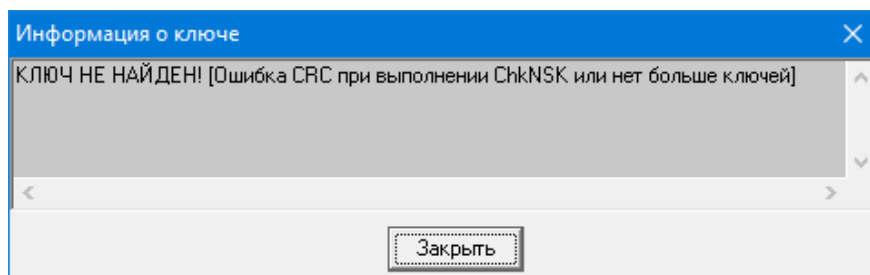 Информация о ключе
КЛЮЧ НЕ НАЙДЕН! [Ошибка CRC при выполнении ChkNSK или нет больше ключей]
Закрыть